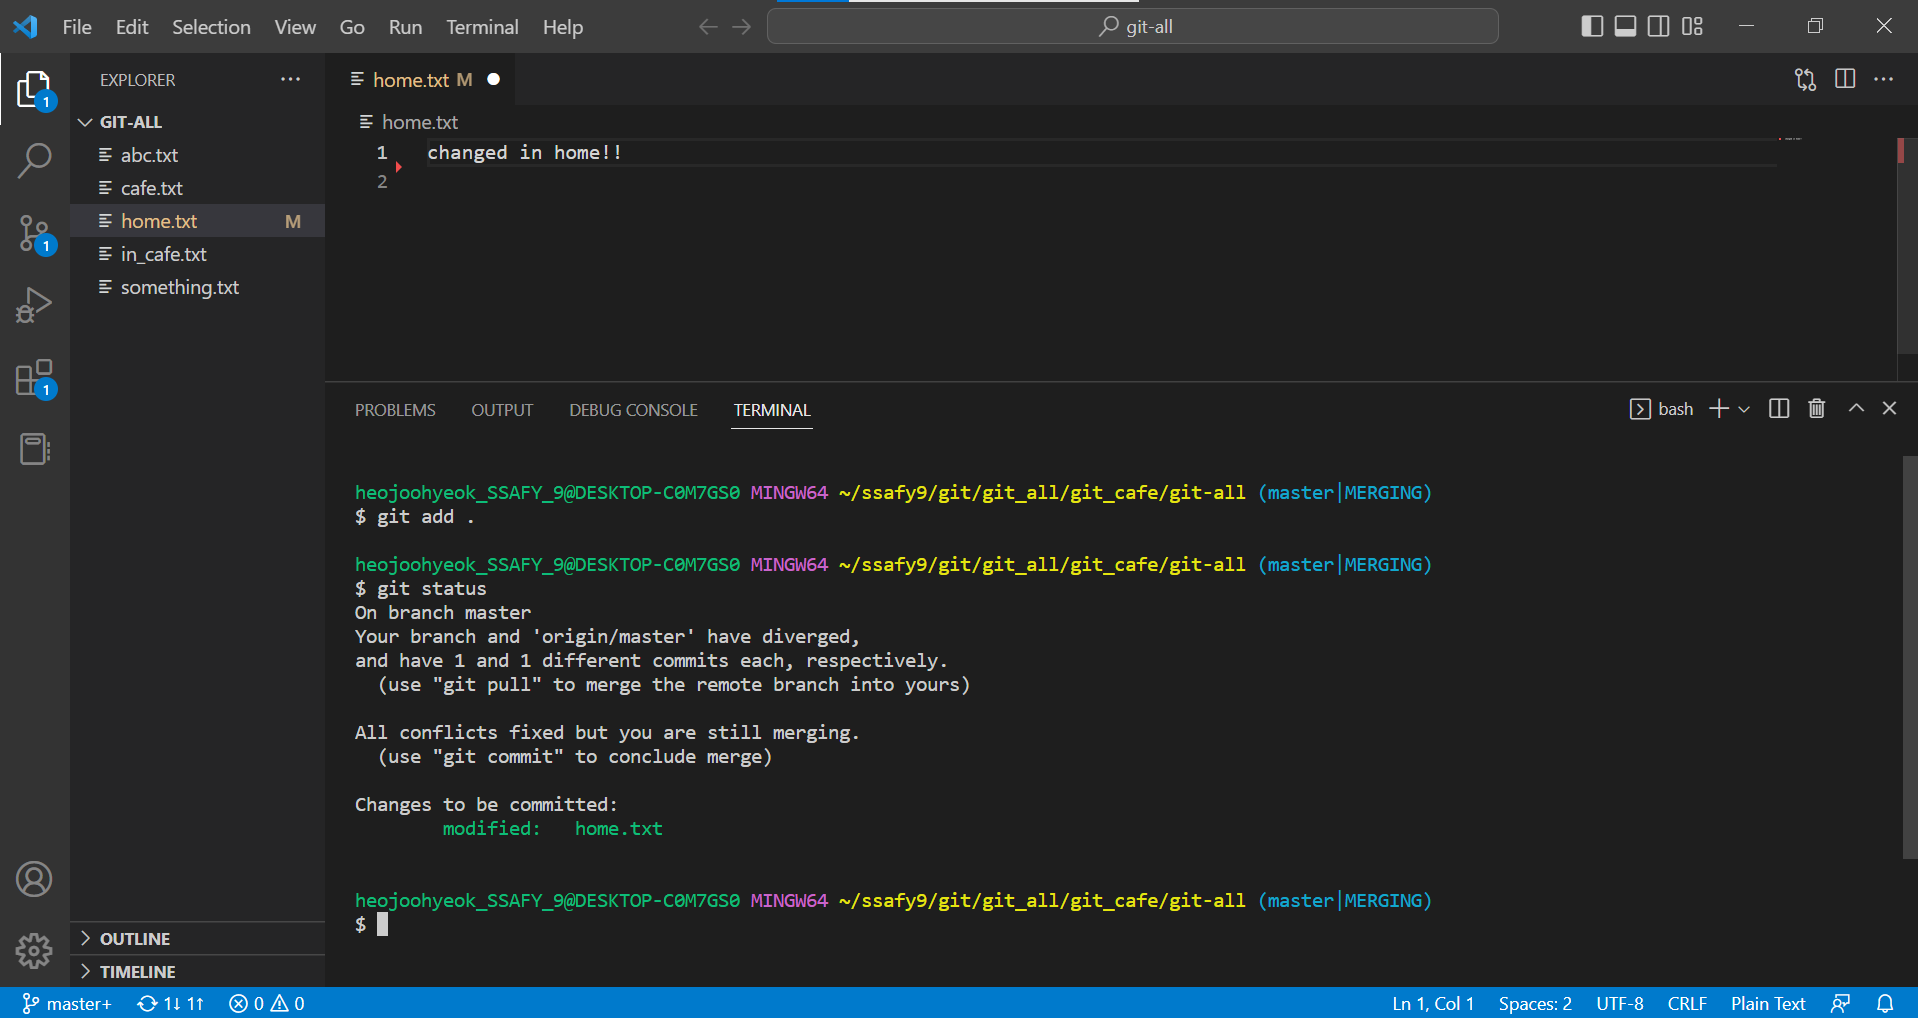 File Edit Selection View Go Run Terminal Help
git-all
1
1
1
EXPLORER
GIT-ALL
abc.txt
cafe.txt
home.txt M
in_cafe.txt
something.txt
OUTLINE
TIMELINE
home.txt M
home.txt
1 changed in home!!
2
PROBLEMS OUTPUT DEBUG CONSOLE TERMINAL
bash
heojoohyeok_SSAFY_9@DESKTOP-C0M7GS0 MINGW64 ~/ssafy9/git/git_all/git_cafe/git-all (master|MERGING)
$ git add .
heojoohyeok_SSAFY_9@DESKTOP-C0M7GS0 MINGW64 ~/ssafy9/git/git_all/git_cafe/git-all (master|MERGING)
$ git status
On branch master
Your branch and 'origin/master' have diverged,
and have 1 and 1 different commits each, respectively.
(use "git pull" to merge the remote branch into yours)
All conflicts fixed but you are still merging.
(use "git commit" to conclude merge)
Changes to be committed:
modified: home.txt
heojoohyeok_SSAFY_9@DESKTOP-C0M7GS0 MINGW64 ~/ssafy9/git/git_all/git_cafe/git-all (master|MERGING)
$
master+ 1↓ 1↑ 0 0 Ln 1, Col 1 Spaces: 2 UTF-8 CRLF Plain Text